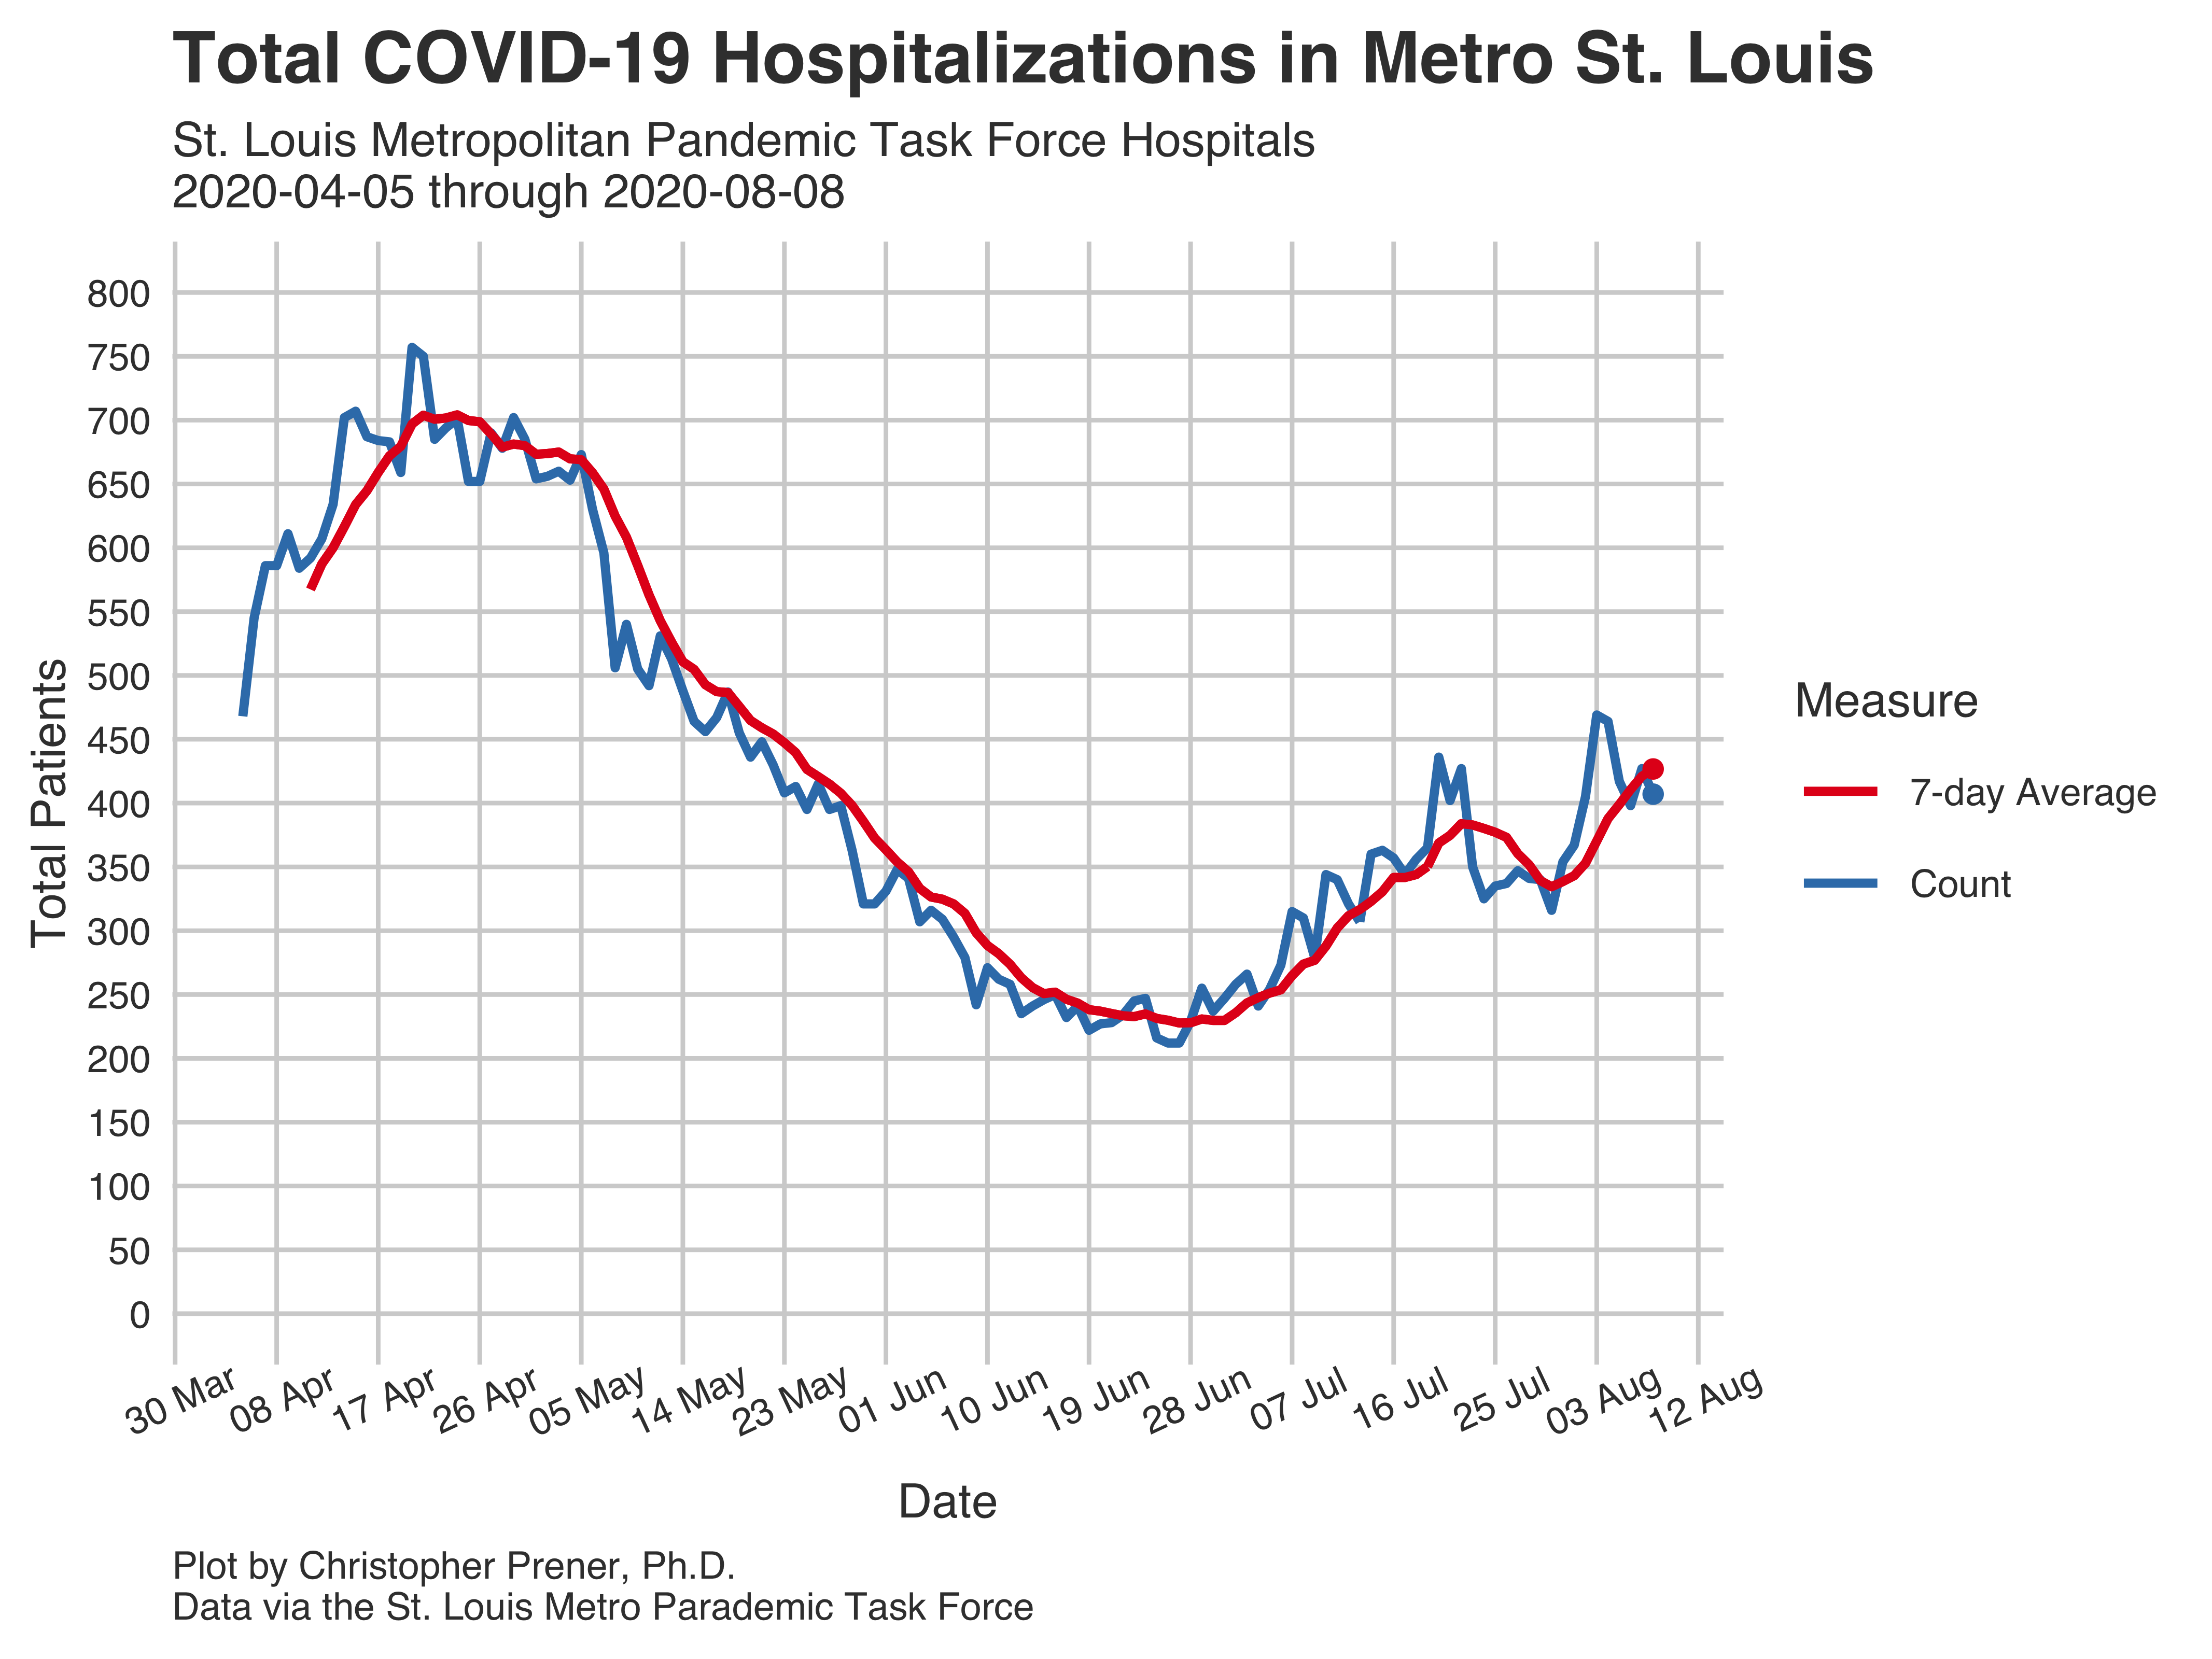 Total COVID-19 Hospitalizations in Metro St. Louis
St. Louis Metropolitan Pandemic Task Force Hospitals
2020-04-05 through 2020-08-08
800
750
700
650
600
550
500
450
400
350
300
250
200
150
100
50
0
Total Patients
30 Mar
08 Apr
17 Apr
26 Apr
05 May
14 May
23 May
01 Jun
10 Jun
19 Jun
28 Jun
07 Jul
16 Jul
25 Jul
03 Aug
12 Aug
Date
Measure
7-day Average
Count
Plot by Christopher Prener, Ph.D.
Data via the St. Louis Metro Parademic Task Force